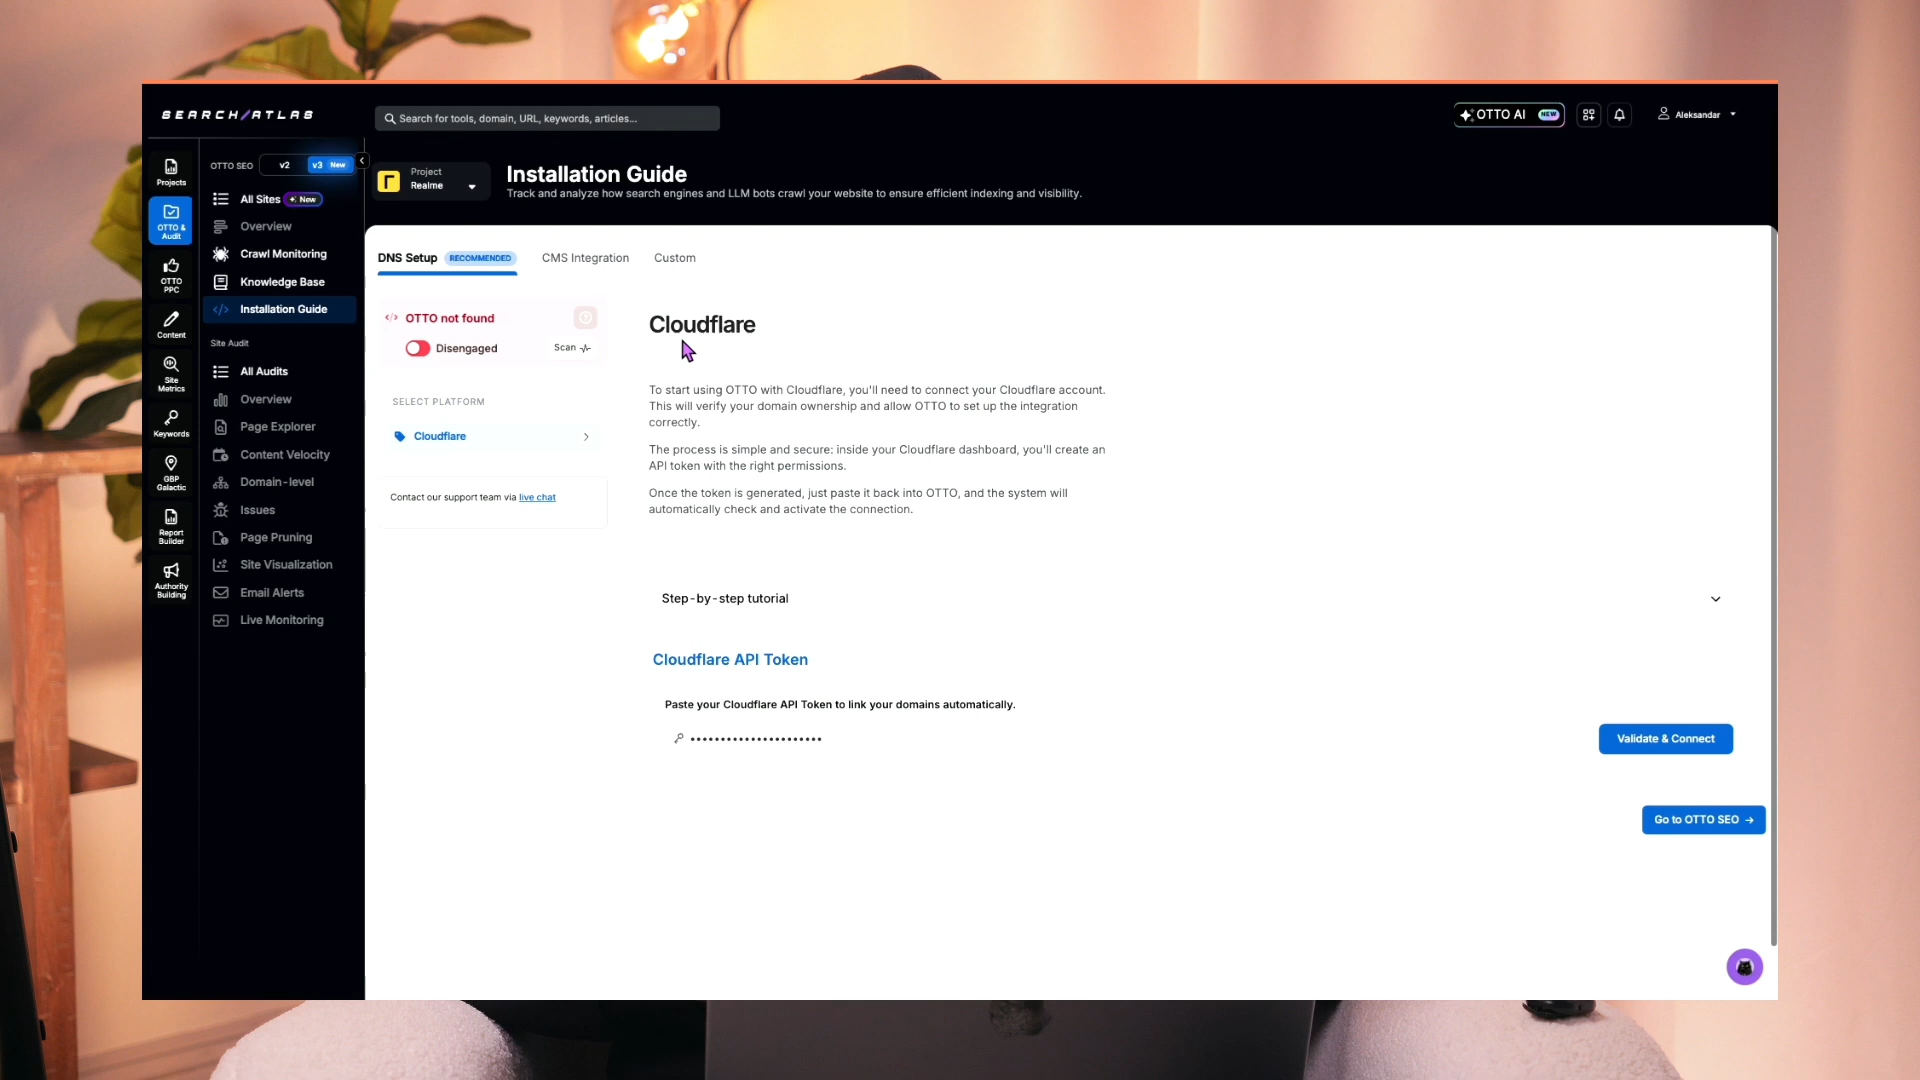 SEARCH ATLAS
Search for tools, domain, URL, keywords, articles...
OTTO AI NEW
Aleksandar
Projects
OTTO & Audit
OTTO PPC
Content
Site Metrics
Keywords
GBP Galactic
Report Builder
Authority Building
OTTO SEO v2 v3 New
All Sites New
Overview
Crawl Monitoring
Knowledge Base
Installation Guide
Site Audit
All Audits
Overview
Page Explorer
Content Velocity
Domain-level
Issues
Page Pruning
Site Visualization
Email Alerts
Live Monitoring
Project
Realme
Installation Guide
Track and analyze how search engines and LLM bots crawl your website to ensure efficient indexing and visibility.
DNS Setup RECOMMENDED CMS Integration Custom
OTTO not found
Disengaged Scan
SELECT PLATFORM
Cloudflare
Contact our support team via live chat
Cloudflare
To start using OTTO with Cloudflare, you'll need to connect your Cloudflare account.
This will verify your domain ownership and allow OTTO to set up the integration
correctly.
The process is simple and secure: inside your Cloudflare dashboard, you'll create an
API token with the right permissions.
Once the token is generated, just paste it back into OTTO, and the system will
automatically check and activate the connection.
Step-by-step tutorial
Cloudflare API Token
Paste your Cloudflare API Token to link your domains automatically.
••••••••••••••••••••••
Validate & Connect
Go to OTTO SEO →